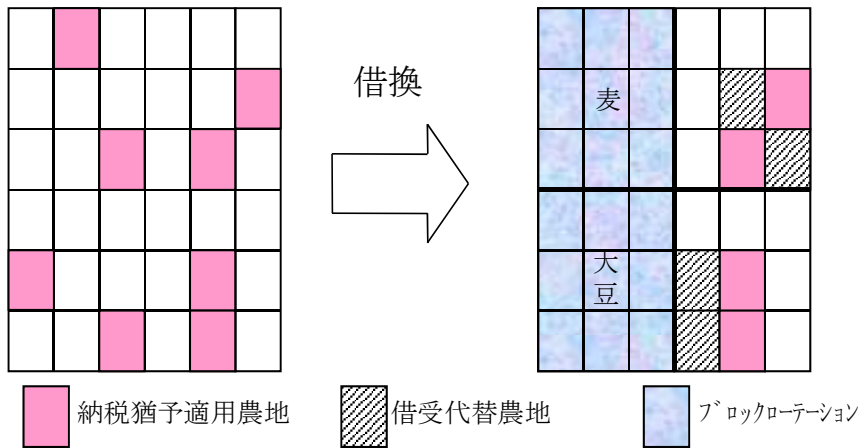 借換
麦
大
豆
納税猶予適用農地
借受代替農地
ﾌﾞﾛｯｸﾛｰﾃｰｼｮﾝ